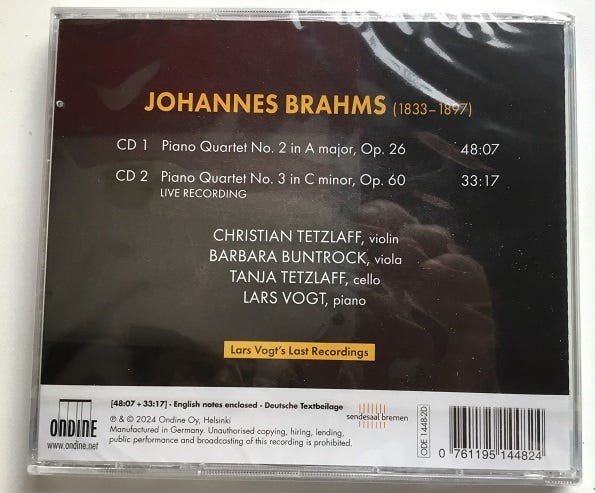 JOHANNES BRAHMS (1833–1897)
CD 1 Piano Quartet No. 2 in A major, Op. 26 48:07
CD 2 Piano Quartet No. 3 in C minor, Op. 60 33:17
LIVE RECORDING
CHRISTIAN TETZLAFF, violin
BARBARA BUNTROCK, viola
TANJA TETZLAFF, cello
LARS VOGT, piano
Lars Vogt's Last Recordings
[48:07 + 33:17] · English notes enclosed · Deutsche Textbeilage
℗ & © 2024 Ondine Oy, Helsinki
Manufactured in Germany. Unauthorised copying, hiring, lending,
public performance and broadcasting of this recording is prohibited.
ONDINE
www.ondine.net
sendesaal bremen
ODE 1448-2D
0 761195 144824